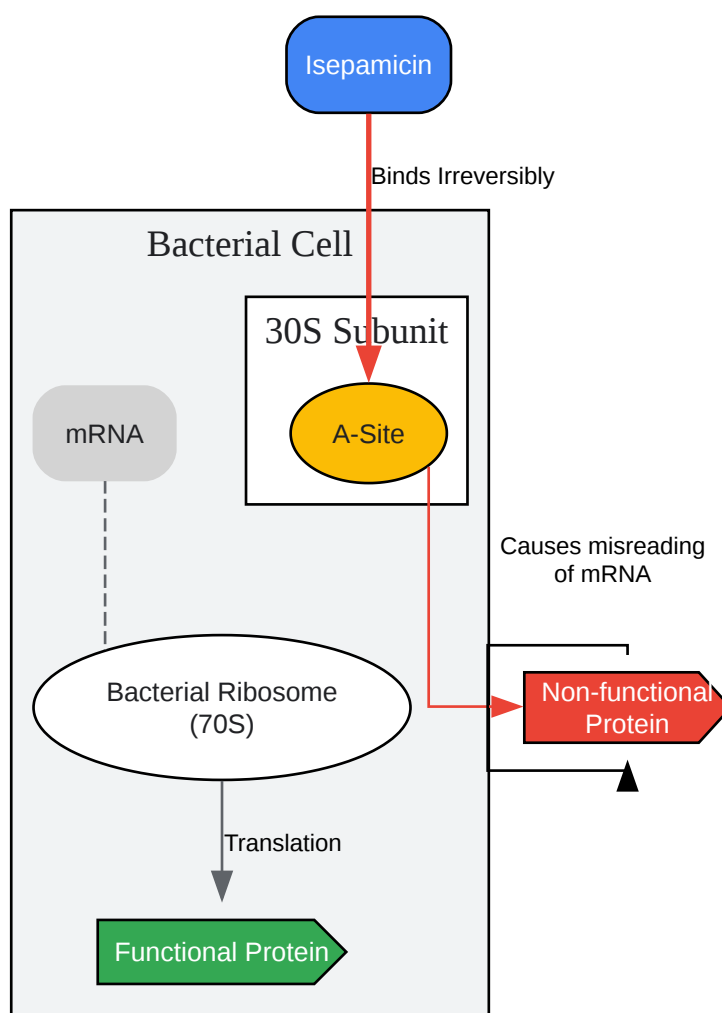 Isepamicin
Binds Irreversibly
Bacterial Cell
30S Subunit
mRNA
A-Site
Causes misreading
of mRNA
Bacterial Ribosome
(70S)
Non-functional
Protein
Translation
Functional Protein